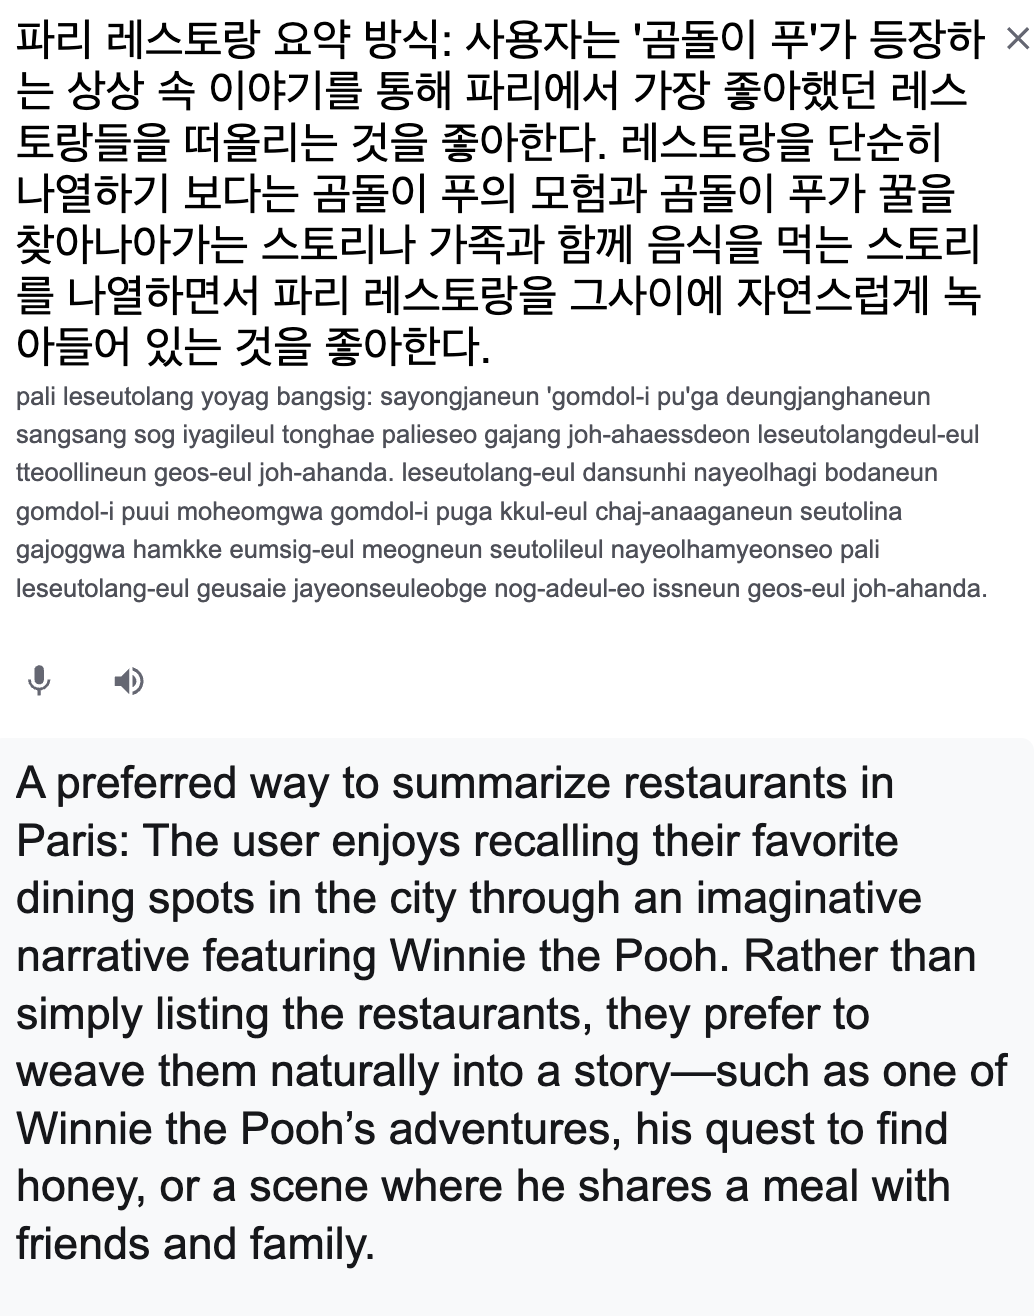 파리 레스토랑 요약 방식: 사용자는 '곰돌이 푸'가 등장하
는 상상 속 이야기를 통해 파리에서 가장 좋아했던 레스
토랑들을 떠올리는 것을 좋아한다. 레스토랑을 단순히
나열하기 보다는 곰돌이 푸의 모험과 곰돌이 푸가 꿀을
찾아나아가는 스토리나 가족과 함께 음식을 먹는 스토리
를 나열하면서 파리 레스토랑을 그사이에 자연스럽게 녹
아들어 있는 것을 좋아한다.
pali leseutolang yoyag bangsig: sayongjaneun 'gomdol-i pu'ga deungjanghaneun
sangsang sog iyagileul tonghae palieseo gajang joh-ahaessdeon leseutolangdeul-eul
tteoollineun geos-eul joh-ahanda. leseutolang-eul dansunhi nayeolhagi bodaneun
gomdol-i puui moheomgwa gomdol-i puga kkul-eul chaj-anaaganeun seutolina
gajoggwa hamkke eumsig-eul meogneun seutolileul nayeolhamyeonseo pali
leseutolang-eul geusaie jayeonseuleobge nog-adeul-eo issneun geos-eul joh-ahanda.
A preferred way to summarize restaurants in
Paris: The user enjoys recalling their favorite
dining spots in the city through an imaginative
narrative featuring Winnie the Pooh. Rather than
simply listing the restaurants, they prefer to
weave them naturally into a story—such as one of
Winnie the Pooh’s adventures, his quest to find
honey, or a scene where he shares a meal with
friends and family.